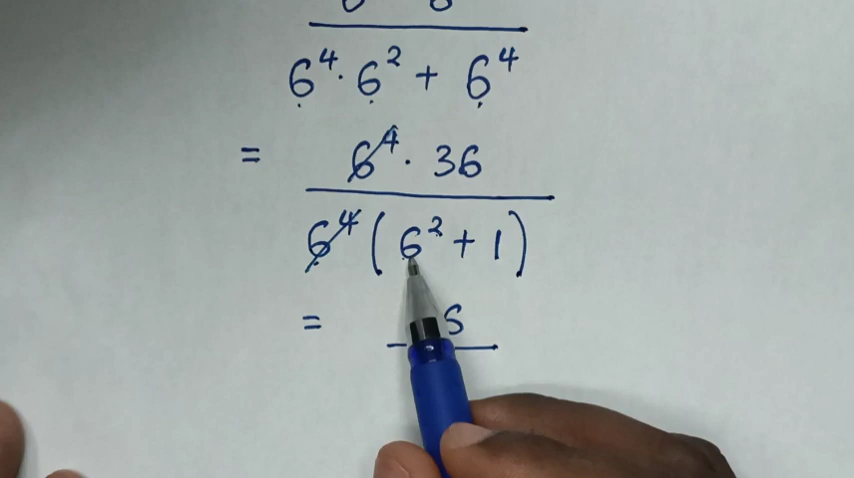 6⁴·6² + 6⁴
= 6⁴·36
6⁴(6² + 1)
=